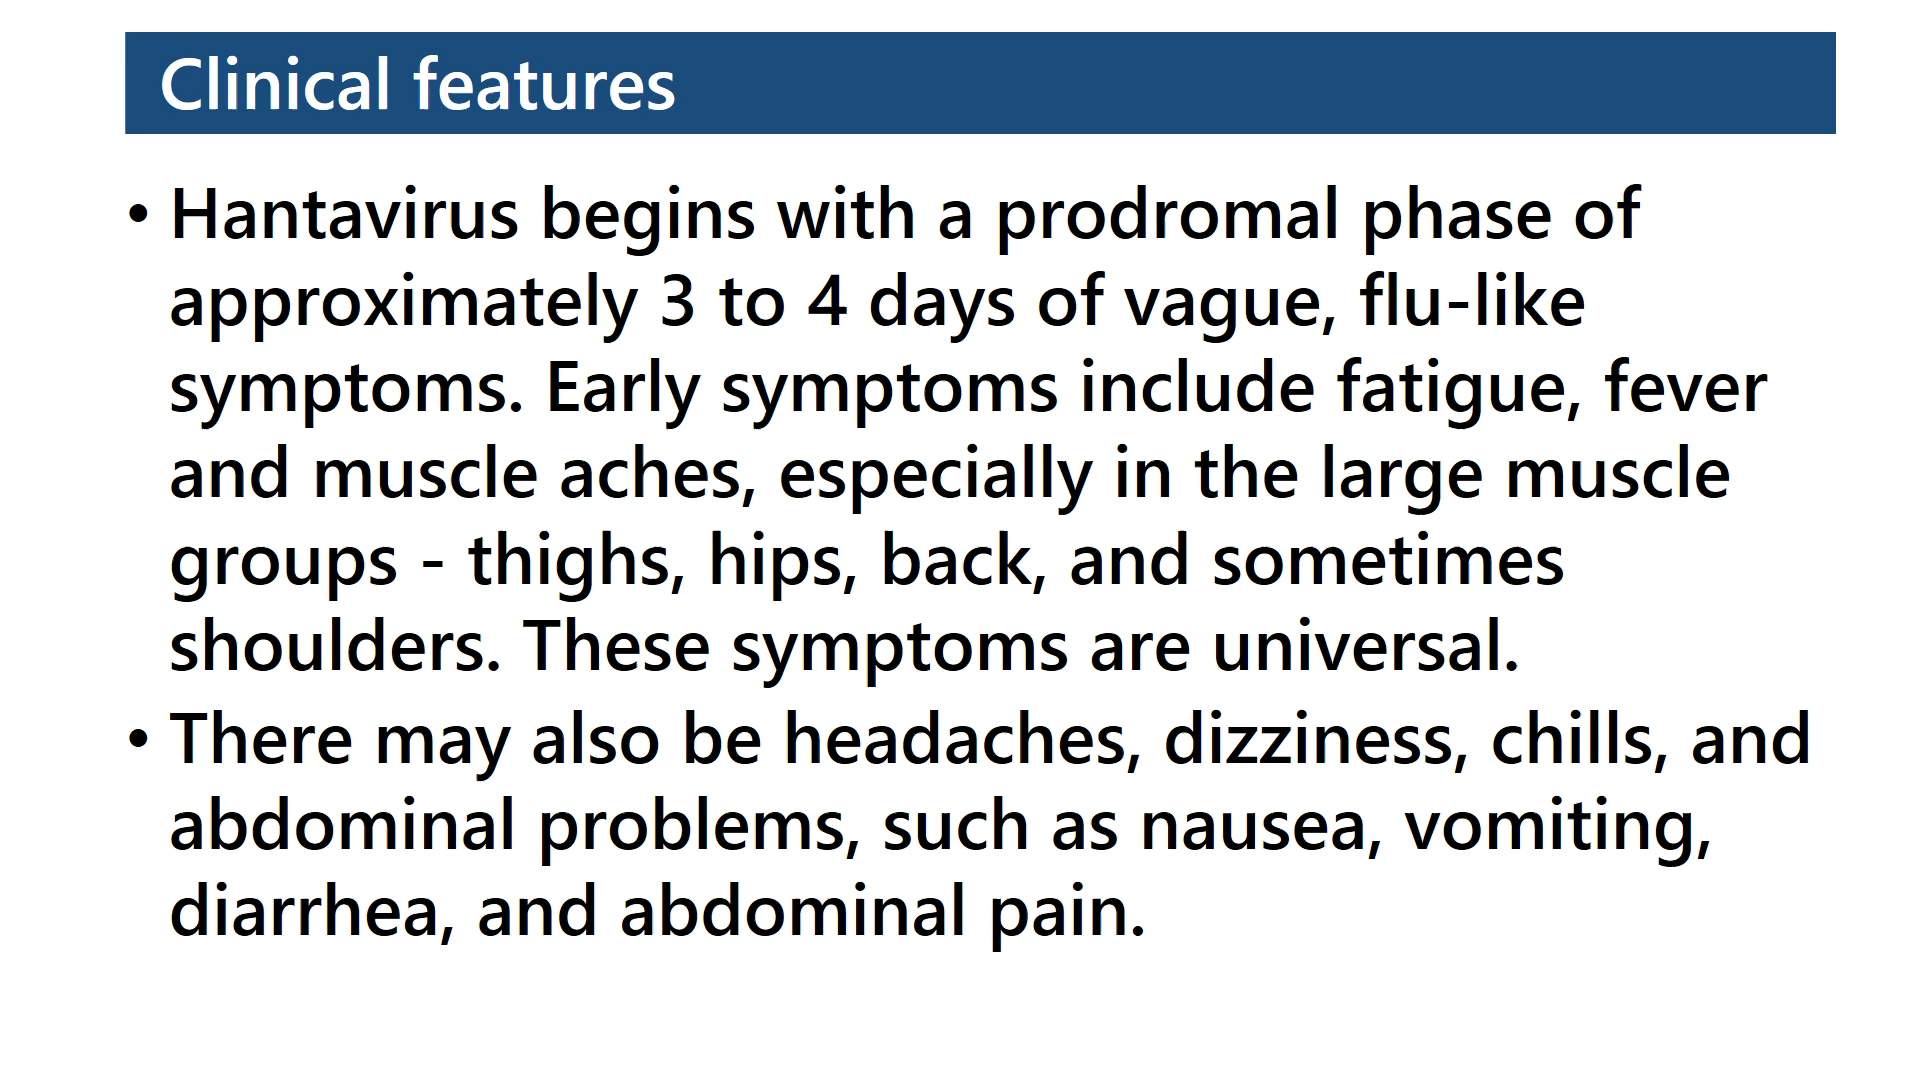 Clinical features
• Hantavirus begins with a prodromal phase of
approximately 3 to 4 days of vague, flu-like
symptoms. Early symptoms include fatigue, fever
and muscle aches, especially in the large muscle
groups - thighs, hips, back, and sometimes
shoulders. These symptoms are universal.
• There may also be headaches, dizziness, chills, and
abdominal problems, such as nausea, vomiting,
diarrhea, and abdominal pain.